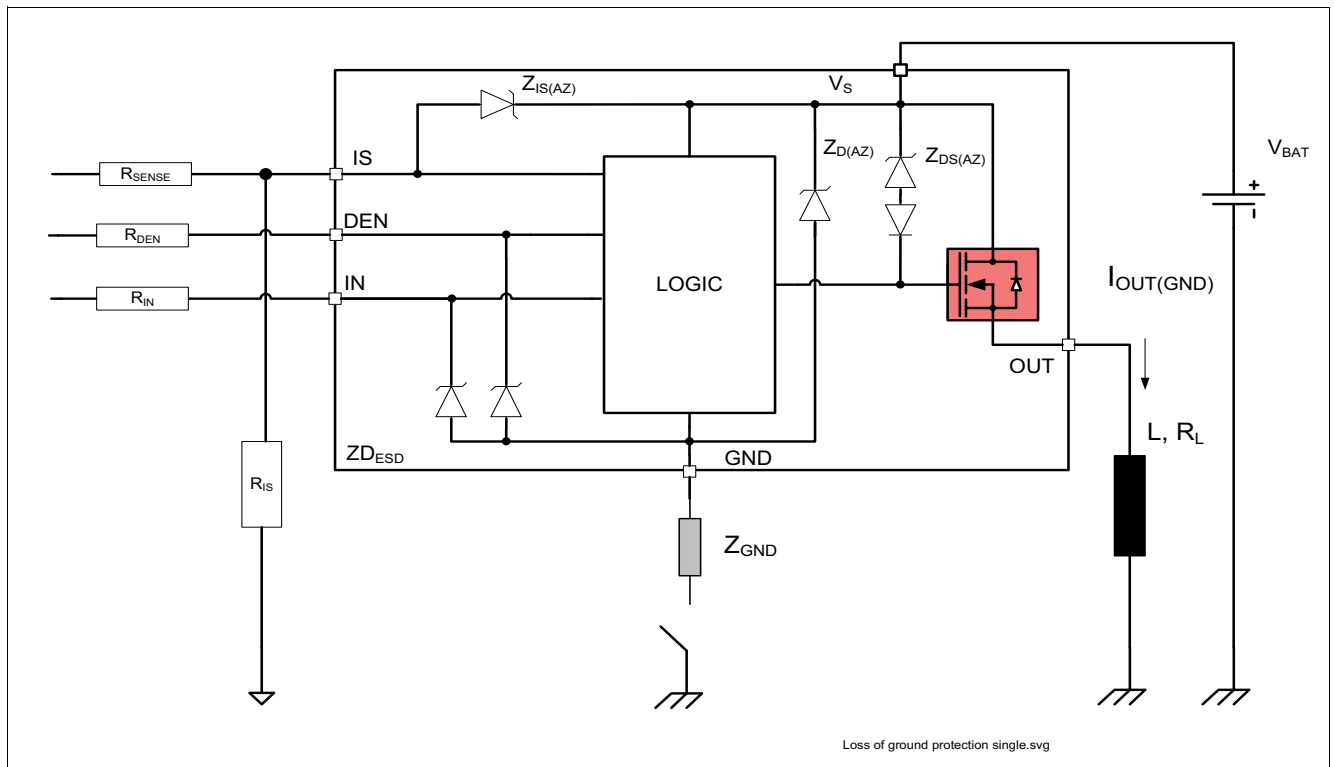 Z_IS(AZ)
V_S
Z_D(AZ)
Z_DS(AZ)
V_BAT
+
-
IS
R_SENSE
DEN
R_DEN
IN
R_IN
LOGIC
I_OUT(GND)
OUT
L, R_L
ZD_ESD
GND
R_IS
Z_GND
Loss of ground protection single.svg